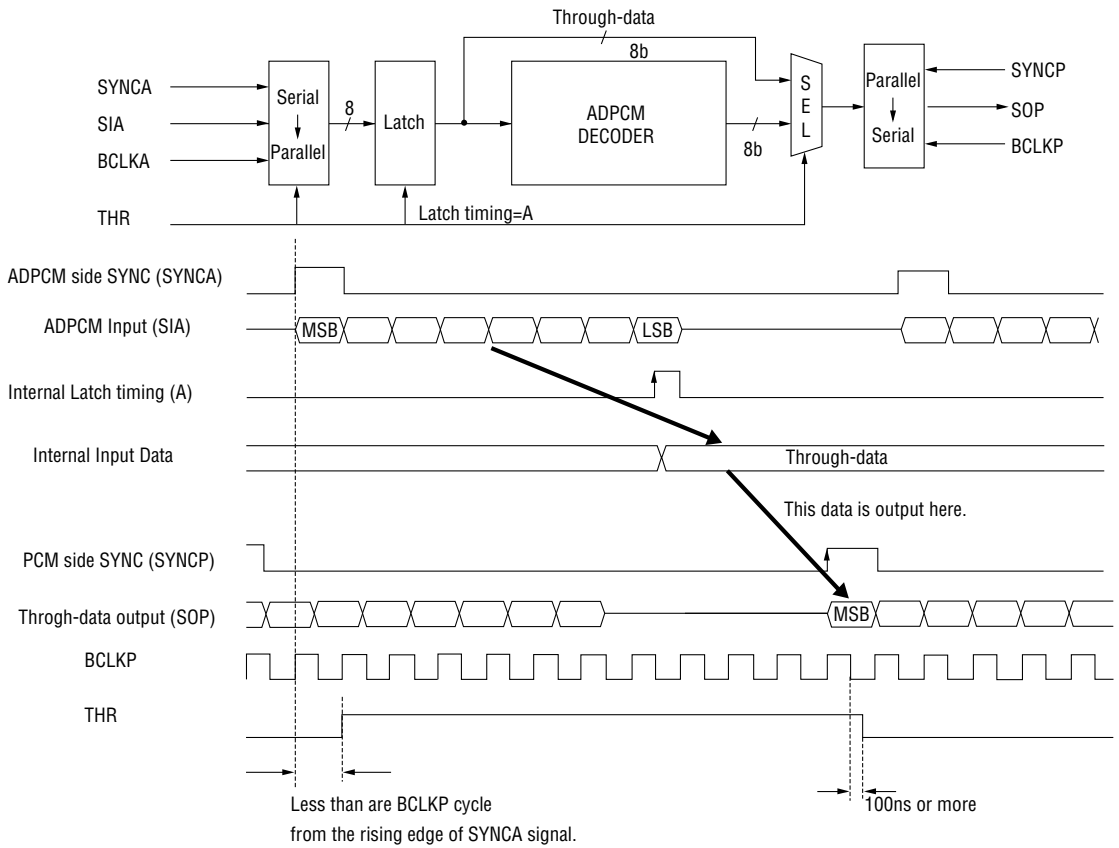 Through-data
8b
SYNCA
SIA
BCLKA
THR
Serial
Parallel
8
Latch
ADPCM
DECODER
8b
S
E
L
Parallel
Serial
SYNCP
SOP
BCLKP
Latch timing=A
ADPCM side SYNC (SYNCA)
ADPCM Input (SIA)
MSB
LSB
Internal Latch timing (A)
Internal Input Data
Through-data
This data is output here.
PCM side SYNC (SYNCP)
Throgh-data output (SOP)
MSB
BCLKP
THR
Less than are BCLKP cycle
from the rising edge of SYNCA signal.
100ns or more